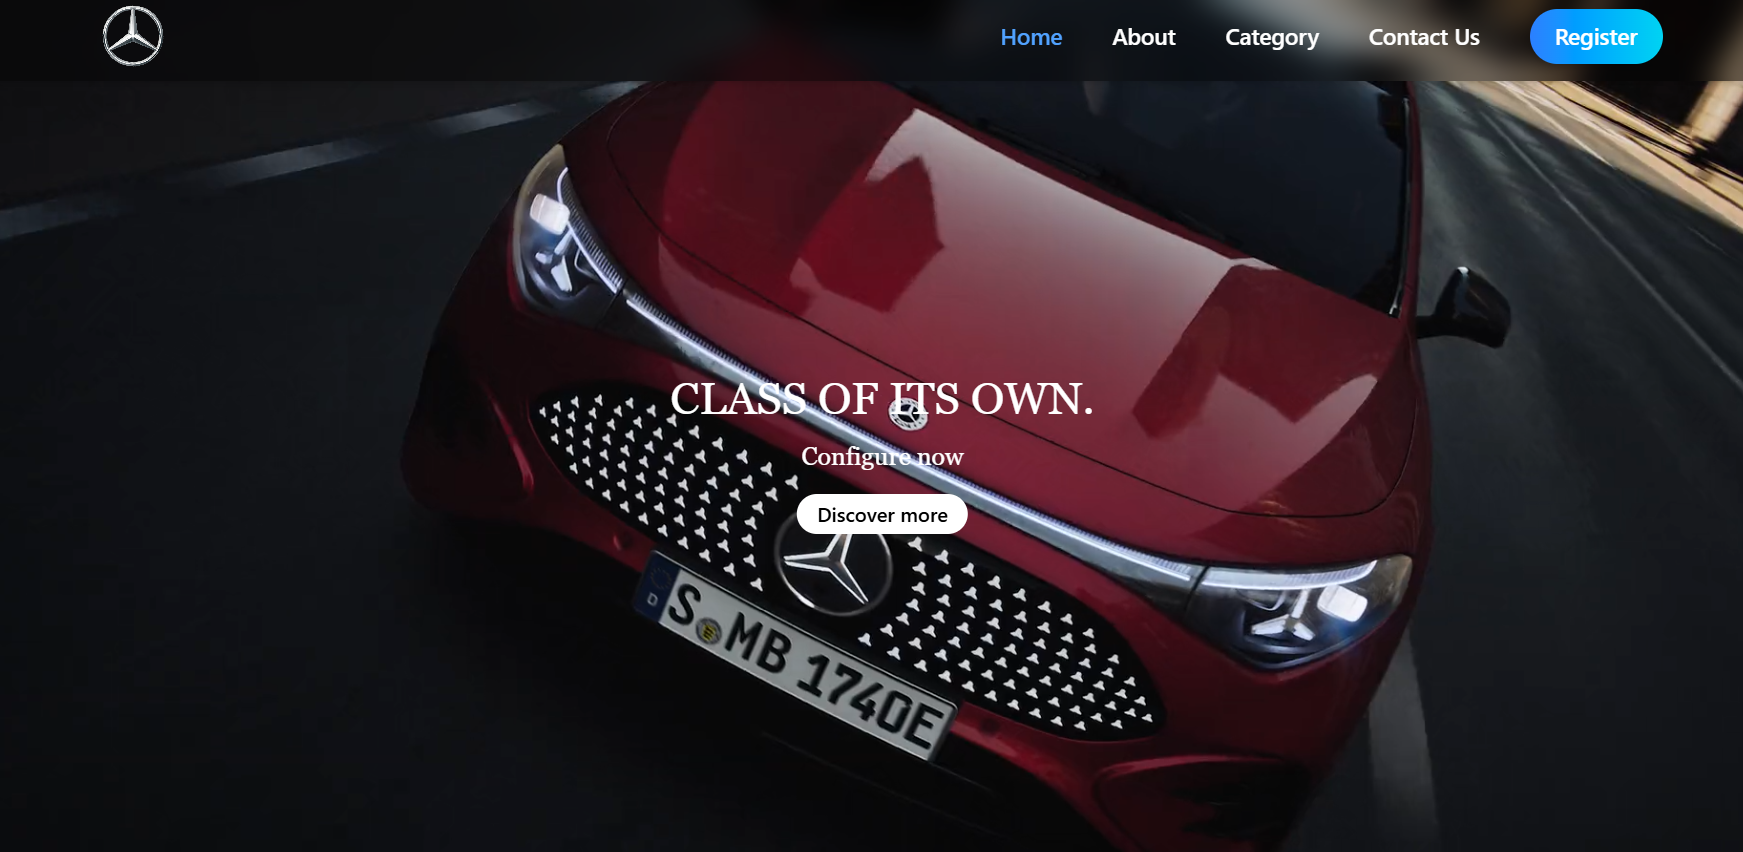 Home About Category Contact Us Register
CLASS OF ITS OWN.
Configure now
Discover more
D
S MB 1740E